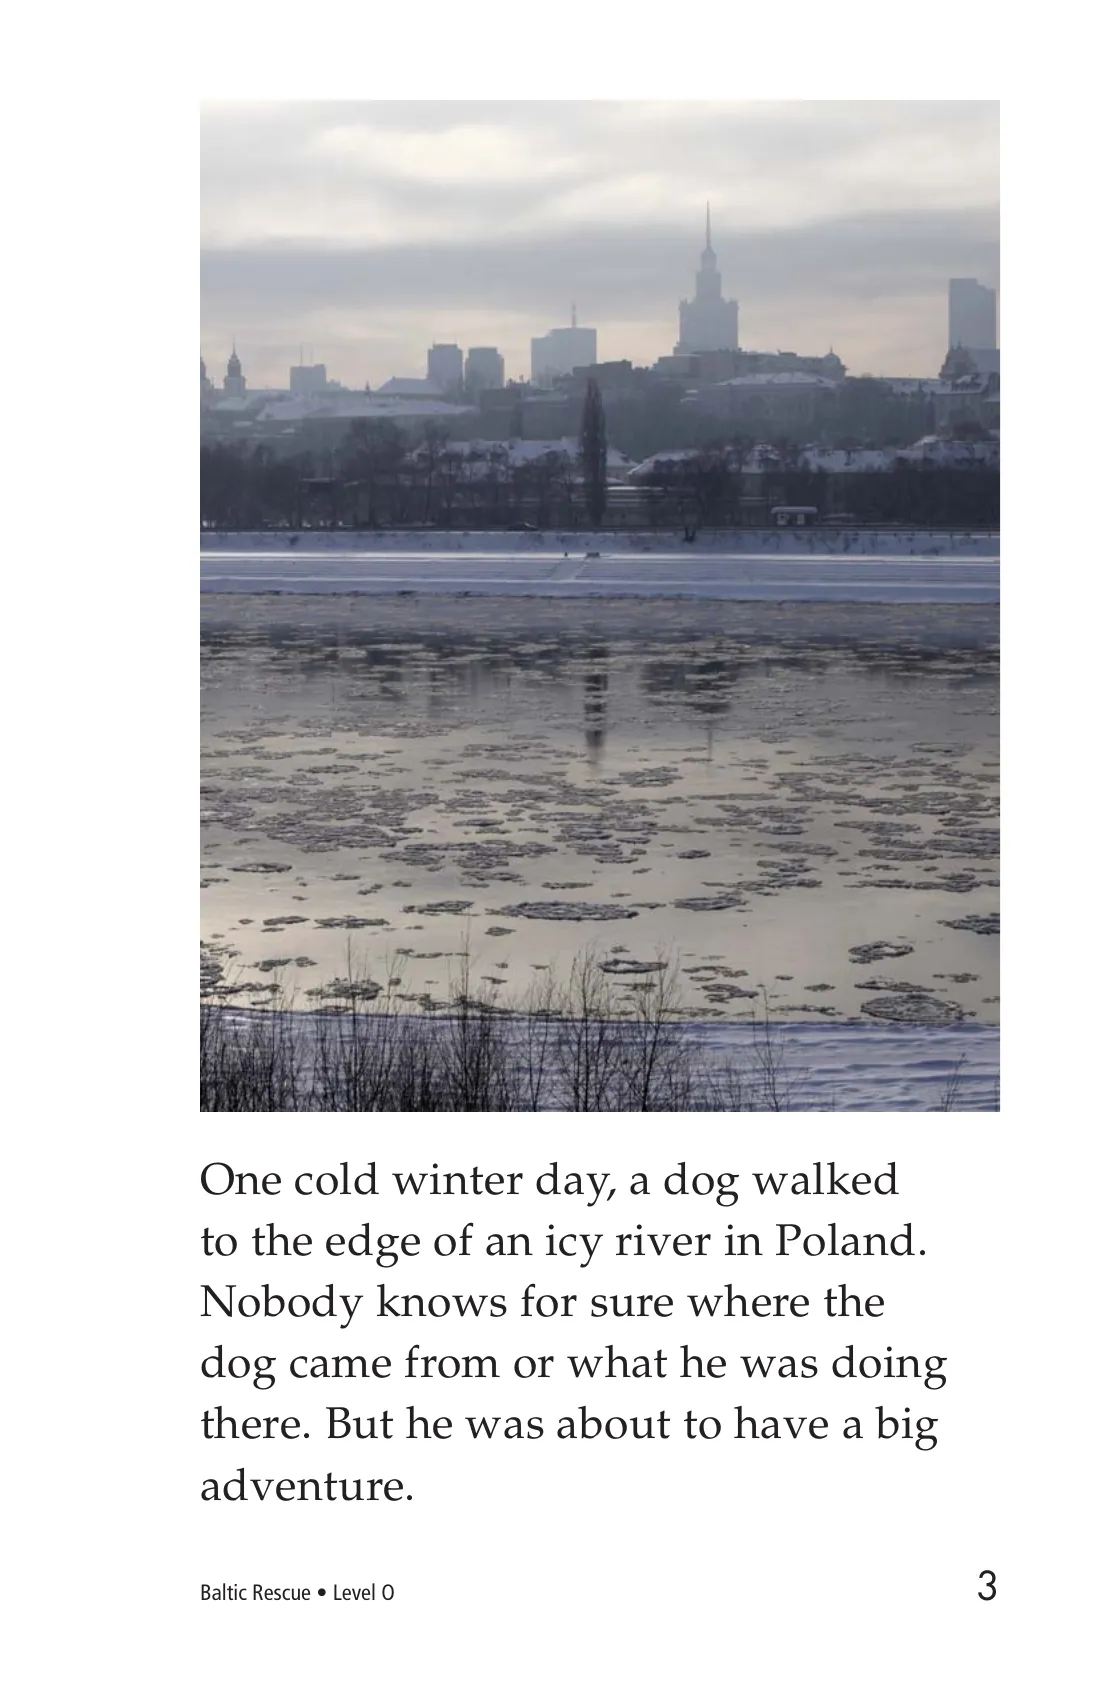 One cold winter day, a dog walked
to the edge of an icy river in Poland.
Nobody knows for sure where the
dog came from or what he was doing
there. But he was about to have a big
adventure.
Baltic Rescue • Level O
3